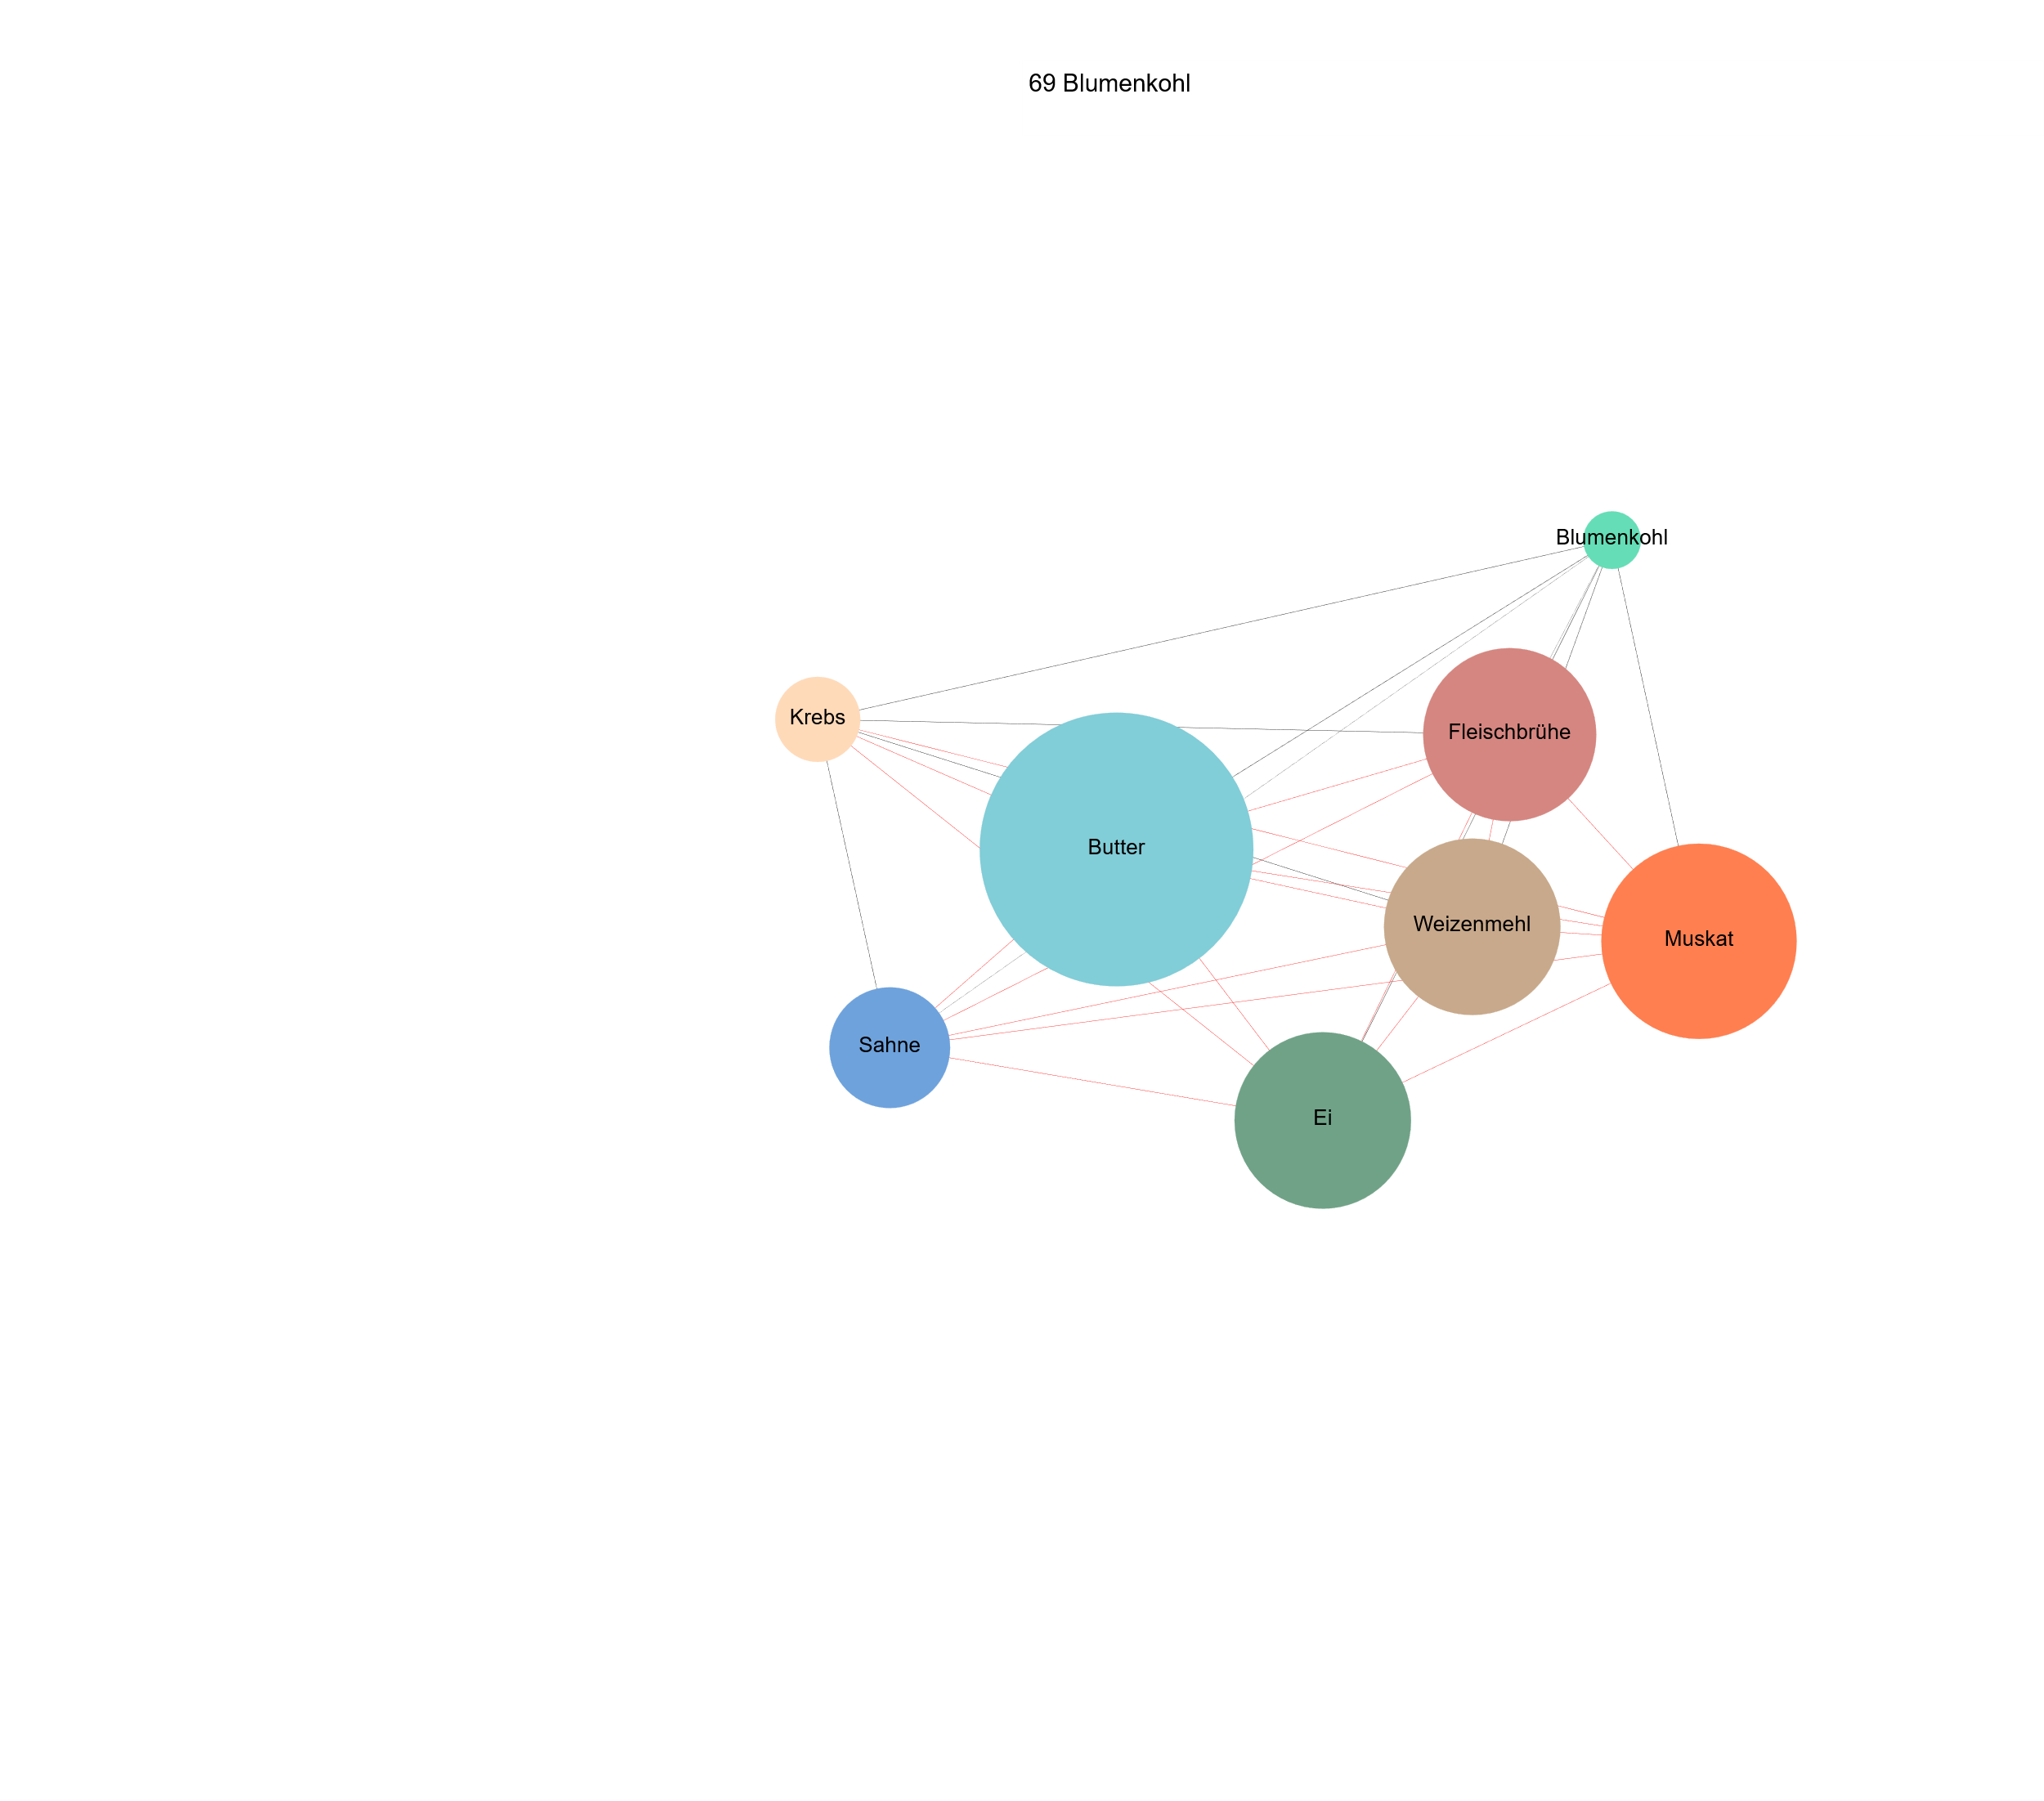 69 Blumenkohl
Blumenkohl
Krebs
Fleischbrühe
Butter
Weizenmehl
Muskat
Sahne
Ei